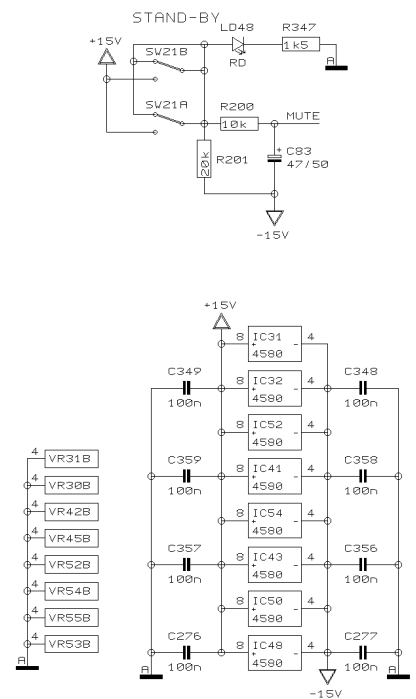 STAND-BY
LD48 R347
+15V
SW21B
1k5
RD
A
SW21A
R200 MUTE
10k
+ C83
47/50
20k R201
-15V
+15V
8 IC31 4
+ -
4580
C349 8 IC32 4 C348
+ -
100n 4580 100n
8 IC52 4
+ -
4580
4 VR31B
C359 8 IC41 4 C358
+ -
100n 4580 100n
4 VR30B
4 VR42B
8 IC54 4
+ -
4580
4 VR45B
C357 8 IC43 4 C356
+ -
100n 4580 100n
4 VR52B
4 VR54B
8 IC50 4
+ -
4580
4 VR55B
C276 8 IC48 4 C277
+ -
100n 4580 100n
4 VR53B
A A A
-15V